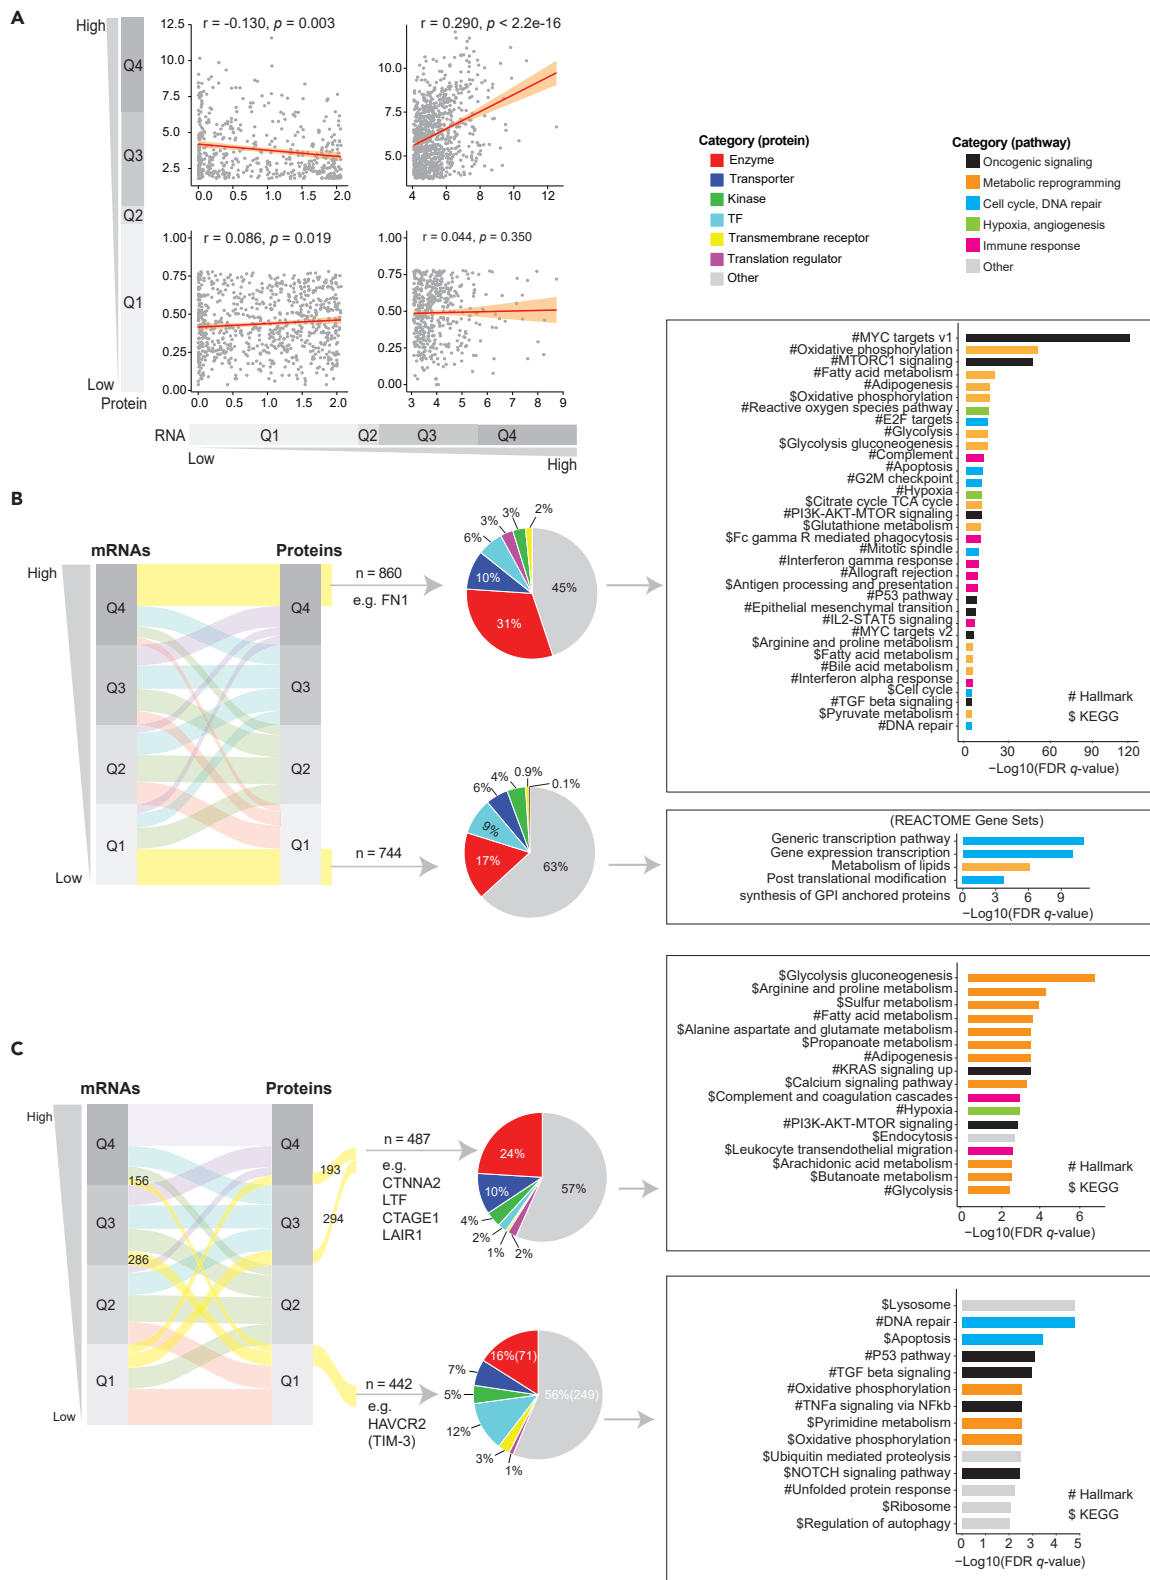 A
High
Q4
Q3
Q2
Q1
Low
Protein
r = -0.130, p = 0.003
12.5
10.0
7.5
5.0
2.5
0.0 0.5 1.0 1.5 2.0
r = 0.290, p < 2.2e-16
10.0
7.5
5.0
4 6 8 10 12
r = 0.086, p = 0.019
1.00
0.75
0.50
0.25
0.00
0.0 0.5 1.0 1.5 2.0
r = 0.044, p = 0.350
1.00
0.75
0.50
0.25
0.00
3 4 5 6 7 8 9
RNA Q1 Q2 Q3 Q4
Low High
Category (protein)
Enzyme
Transporter
Kinase
TF
Transmembrane receptor
Translation regulator
Other
Category (pathway)
Oncogenic signaling
Metabolic reprogramming
Cell cycle, DNA repair
Hypoxia, angiogenesis
Immune response
Other
B
mRNAs Proteins
High
Low
Q4
Q3
Q2
Q1
Q4
Q3
Q2
Q1
n = 860
e.g. FN1
45%
31%
10%
6%
3%
3%
2%
n = 744
63%
17%
9%
6%
4%
0.9%
0.1%
#MYC targets v1
#Oxidative phosphorylation
#MTORC1 signaling
#Fatty acid metabolism
#Adipogenesis
$Oxidative phosphorylation
#Reactive oxygen species pathway
#E2F targets
#Glycolysis
$Glycolysis gluconeogenesis
#Complement
#Apoptosis
#G2M checkpoint
#Hypoxia
$Citrate cycle TCA cycle
#PI3K-AKT-MTOR signaling
$Glutathione metabolism
$Fc gamma R mediated phagocytosis
#Mitotic spindle
#Interferon gamma response
#Allograft rejection
$Antigen processing and presentation
#P53 pathway
#Epithelial mesenchymal transition
#IL2-STAT5 signaling
#MYC targets v2
$Arginine and proline metabolism
$Fatty acid metabolism
#Bile acid metabolism
#Interferon alpha response
$Cell cycle
#TGF beta signaling
$Pyruvate metabolism
#DNA repair
# Hallmark
$ KEGG
0 30 60 90 120
−Log10(FDR q-value)
(REACTOME Gene Sets)
Generic transcription pathway
Gene expression transcription
Metabolism of lipids
Post translational modification
synthesis of GPI anchored proteins
0 3 6 9
−Log10(FDR q-value)
C
mRNAs Proteins
High
Low
Q4
156
Q3
286
Q2
Q1
Q4
Q3
Q2
Q1
193
294
n = 487
e.g.
CTNNA2
LTF
CTAGE1
LAIR1
24%
57%
10%
4%
2%
1%
2%
n = 442
e.g.
HAVCR2
(TIM-3)
16%(71)
56%(249)
7%
5%
12%
3%
1%
$Glycolysis gluconeogenesis
$Arginine and proline metabolism
$Sulfur metabolism
#Fatty acid metabolism
$Alanine aspartate and glutamate metabolism
$Propanoate metabolism
#Adipogenesis
#KRAS signaling up
$Calcium signaling pathway
$Complement and coagulation cascades
#Hypoxia
#PI3K-AKT-MTOR signaling
$Endocytosis
$Leukocyte transendothelial migration
$Arachidonic acid metabolism
$Butanoate metabolism
#Glycolysis
# Hallmark
$ KEGG
0 2 4 6
−Log10(FDR q-value)
$Lysosome
#DNA repair
$Apoptosis
#P53 pathway
#TGF beta signaling
#Oxidative phosphorylation
#TNFa signaling via NFkb
$Pyrimidine metabolism
$Oxidative phosphorylation
$Ubiquitin mediated proteolysis
$NOTCH signaling pathway
#Unfolded protein response
$Ribosome
$Regulation of autophagy
# Hallmark
$ KEGG
0 1 2 3 4 5
−Log10(FDR q-value)